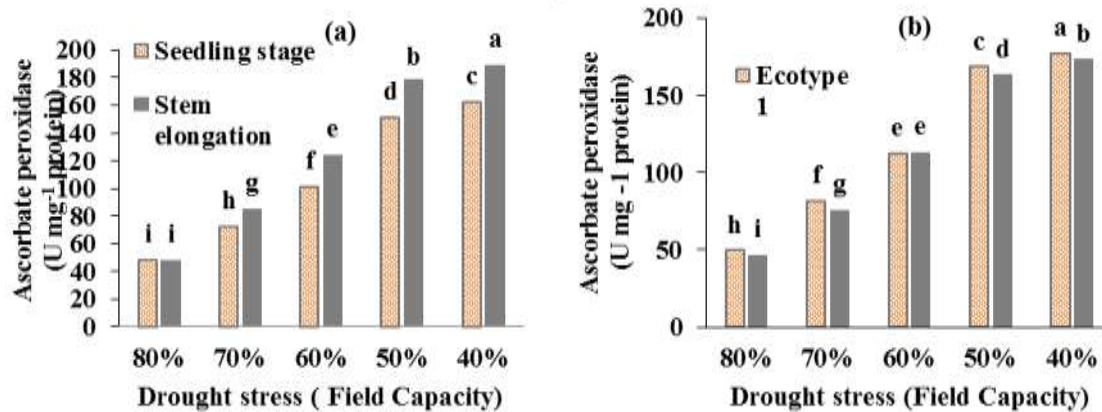 (a)
Ascorbate peroxidase
(U mg-1 protein)
200
180
160
140
120
100
80
60
40
20
0
Seedling stage
Stem
elongation
i
i
h
g
f
e
d
b
c
a
80%
70%
60%
50%
40%
Drought stress ( Field Capacity)
(b)
Ascorbate peroxidase
(U mg -1 protein)
200
150
100
50
0
Ecotype
1
h
i
f
g
e
e
c
d
a
b
80%
70%
60%
50%
40%
Drought stress (Field Capacity)